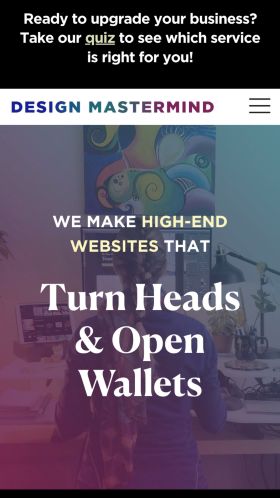 Ready to upgrade your business?
Take our quiz to see which service
is right for you!
DESIGN MASTERMIND
WE MAKE HIGH-END
WEBSITES THAT
Turn Heads
& Open
Wallets